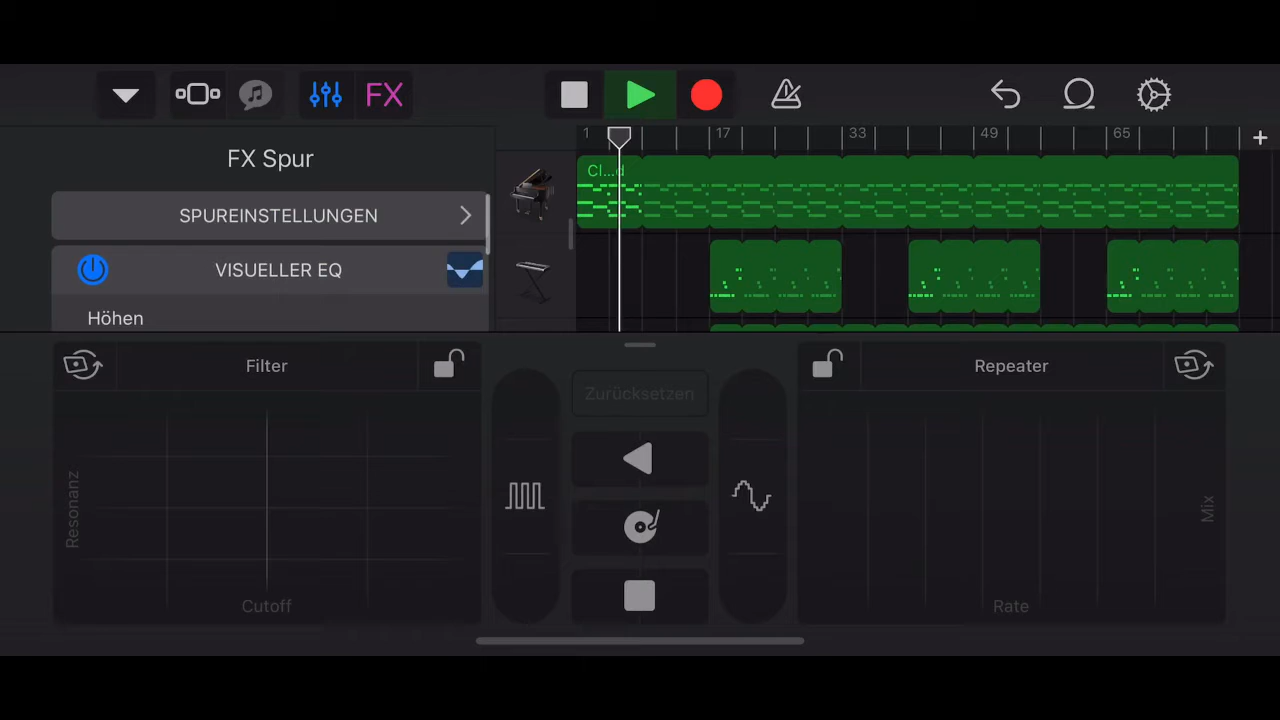 FX
1 17 33 49 65 +
FX Spur
Cl...d
SPUREINSTELLUNGEN
VISUELLER EQ
Höhen
Filter
Zurücksetzen
Repeater
Resonanz
Mix
Cutoff
Rate